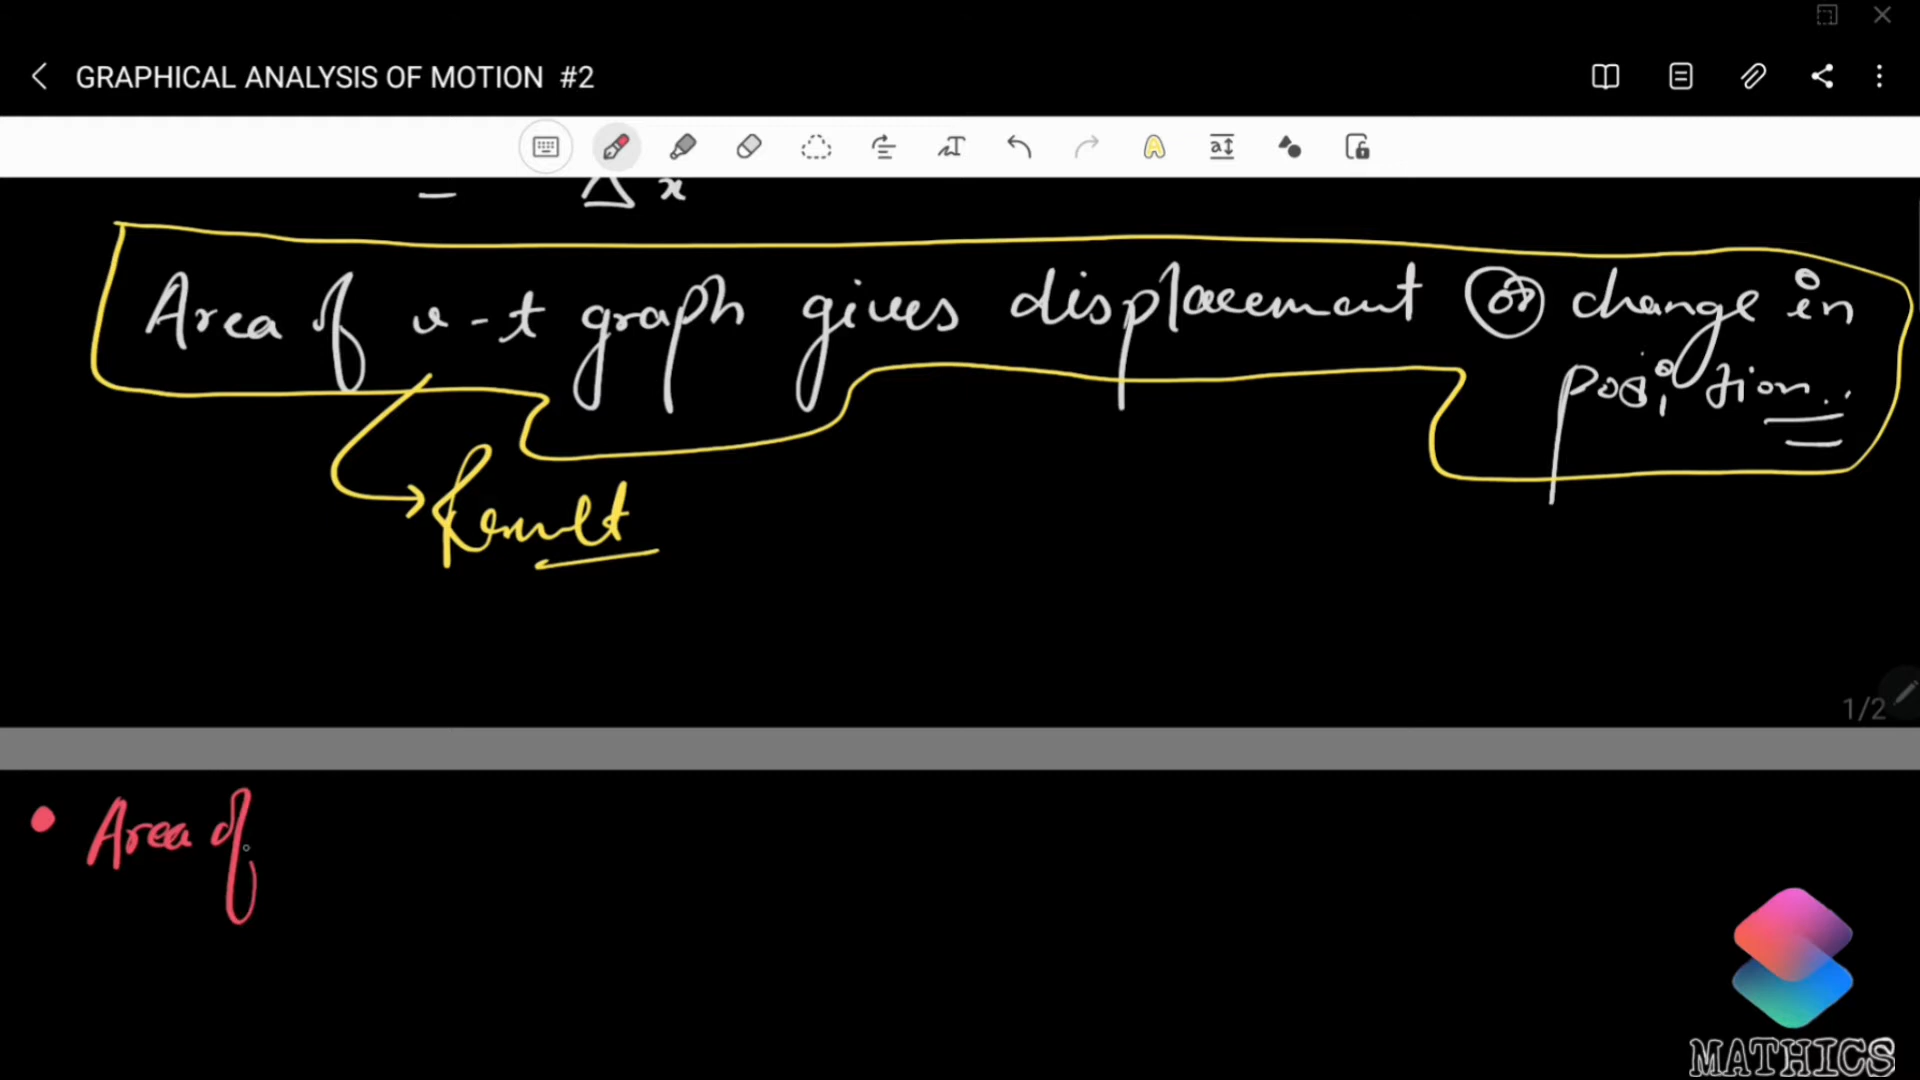 GRAPHICAL ANALYSIS OF MOTION #2
= Δx
Area of v-t graph gives displacement or change in
position..
Result
1/2
• Area of
MATHICS